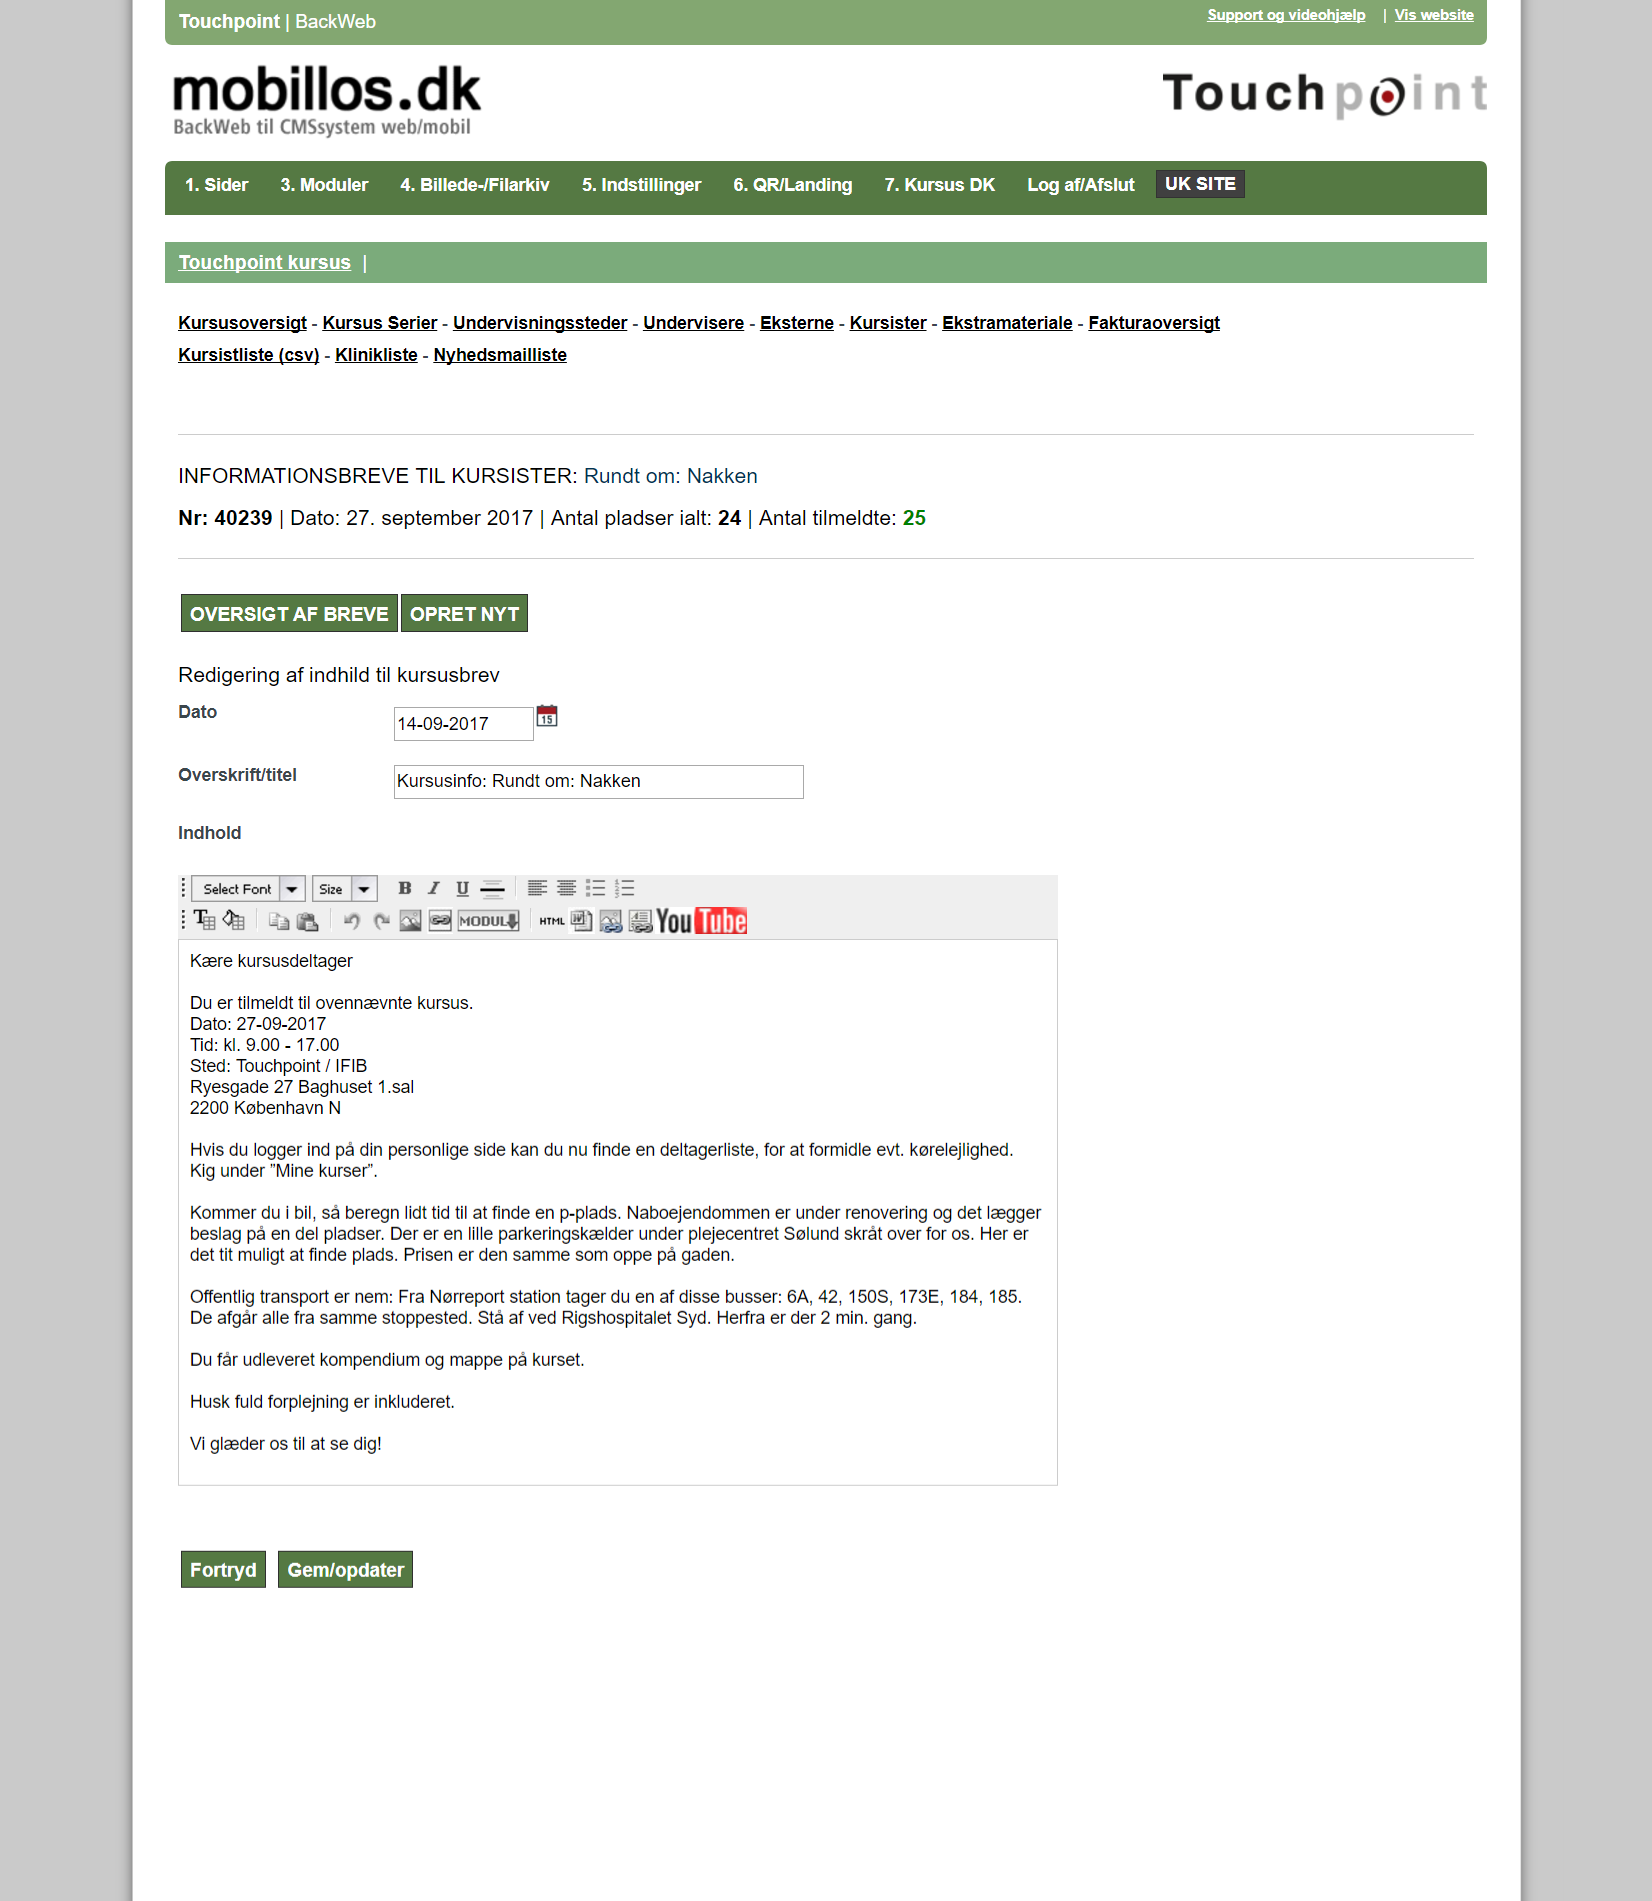 Touchpoint | BackWeb
Support og videohjælp | Vis website
mobillos.dk
BackWeb til CMSsystem web/mobil
Touchpoint
1. Sider 3. Moduler 4. Billede-/Filarkiv 5. Indstillinger 6. QR/Landing 7. Kursus DK Log af/Afslut UK SITE
Touchpoint kursus |
Kursusoversigt - Kursus Serier - Undervisningssteder - Undervisere - Eksterne - Kursister - Ekstramateriale - Fakturaoversigt
Kursistliste (csv) - Klinikliste - Nyhedsmailliste
INFORMATIONSBREVE TIL KURSISTER: Rundt om: Nakken
Nr: 40239 | Dato: 27. september 2017 | Antal pladser ialt: 24 | Antal tilmeldte: 25
OVERSIGT AF BREVE OPRET NYT
Redigering af indhild til kursusbrev
Dato
14-09-2017
15
Overskrift/titel
Kursusinfo: Rundt om: Nakken
Indhold
Select Font Size B I U
T MODUL HTML W YouTube
Kære kursusdeltager
Du er tilmeldt til ovennævnte kursus.
Dato: 27-09-2017
Tid: kl. 9.00 - 17.00
Sted: Touchpoint / IFIB
Ryesgade 27 Baghuset 1.sal
2200 København N
Hvis du logger ind på din personlige side kan du nu finde en deltagerliste, for at formidle evt. kørelejlighed.
Kig under ”Mine kurser”.
Kommer du i bil, så beregn lidt tid til at finde en p-plads. Naboejendommen er under renovering og det lægger
beslag på en del pladser. Der er en lille parkeringskælder under plejecentret Sølund skråt over for os. Her er
det tit muligt at finde plads. Prisen er den samme som oppe på gaden.
Offentlig transport er nem: Fra Nørreport station tager du en af disse busser: 6A, 42, 150S, 173E, 184, 185.
De afgår alle fra samme stoppested. Stå af ved Rigshospitalet Syd. Herfra er der 2 min. gang.
Du får udleveret kompendium og mappe på kurset.
Husk fuld forplejning er inkluderet.
Vi glæder os til at se dig!
Fortryd Gem/opdater